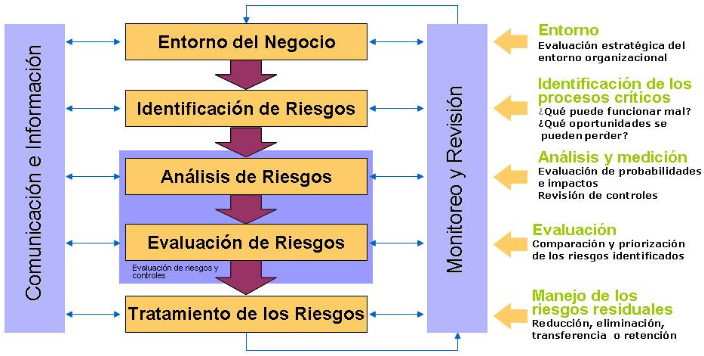 Comunicación e Información
Entorno del Negocio
Identificación de Riesgos
Análisis de Riesgos
Evaluación de Riesgos
Evaluación de riesgos y
controles
Tratamiento de los Riesgos
Monitoreo y Revisión
Entorno
Evaluación estratégica del
entorno organizacional
Identificación de los
procesos críticos
¿Qué puede funcionar mal?
¿Qué oportunidades se
pueden perder?
Análisis y medición
Evaluación de probabilidades
e impactos
Revisión de controles
Evaluación
Comparación y priorización
de los riesgos identificados
Manejo de los
riesgos residuales
Reducción, eliminación,
transferencia o retención